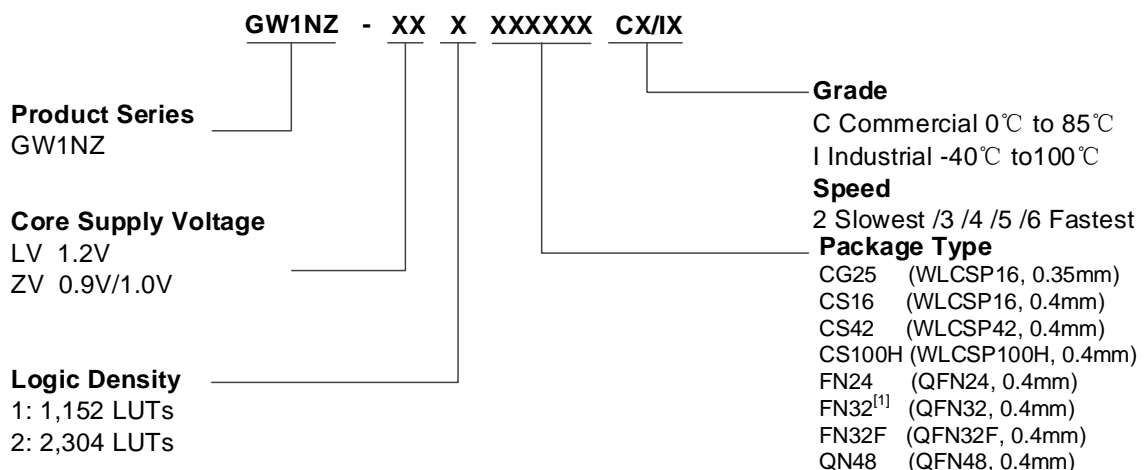 GW1NZ - XX X XXXXXX CX/IX
Product Series
GW1NZ
Core Supply Voltage
LV 1.2V
ZV 0.9V/1.0V
Logic Density
1: 1,152 LUTs
2: 2,304 LUTs
Grade
C Commercial 0℃ to 85℃
I Industrial -40℃ to100℃
Speed
2 Slowest /3 /4 /5 /6 Fastest
Package Type
CG25 (WLCSP16, 0.35mm)
CS16 (WLCSP16, 0.4mm)
CS42 (WLCSP42, 0.4mm)
CS100H (WLCSP100H, 0.4mm)
FN24 (QFN24, 0.4mm)
FN32[1] (QFN32, 0.4mm)
FN32F (QFN32F, 0.4mm)
QN48 (QFN48, 0.4mm)